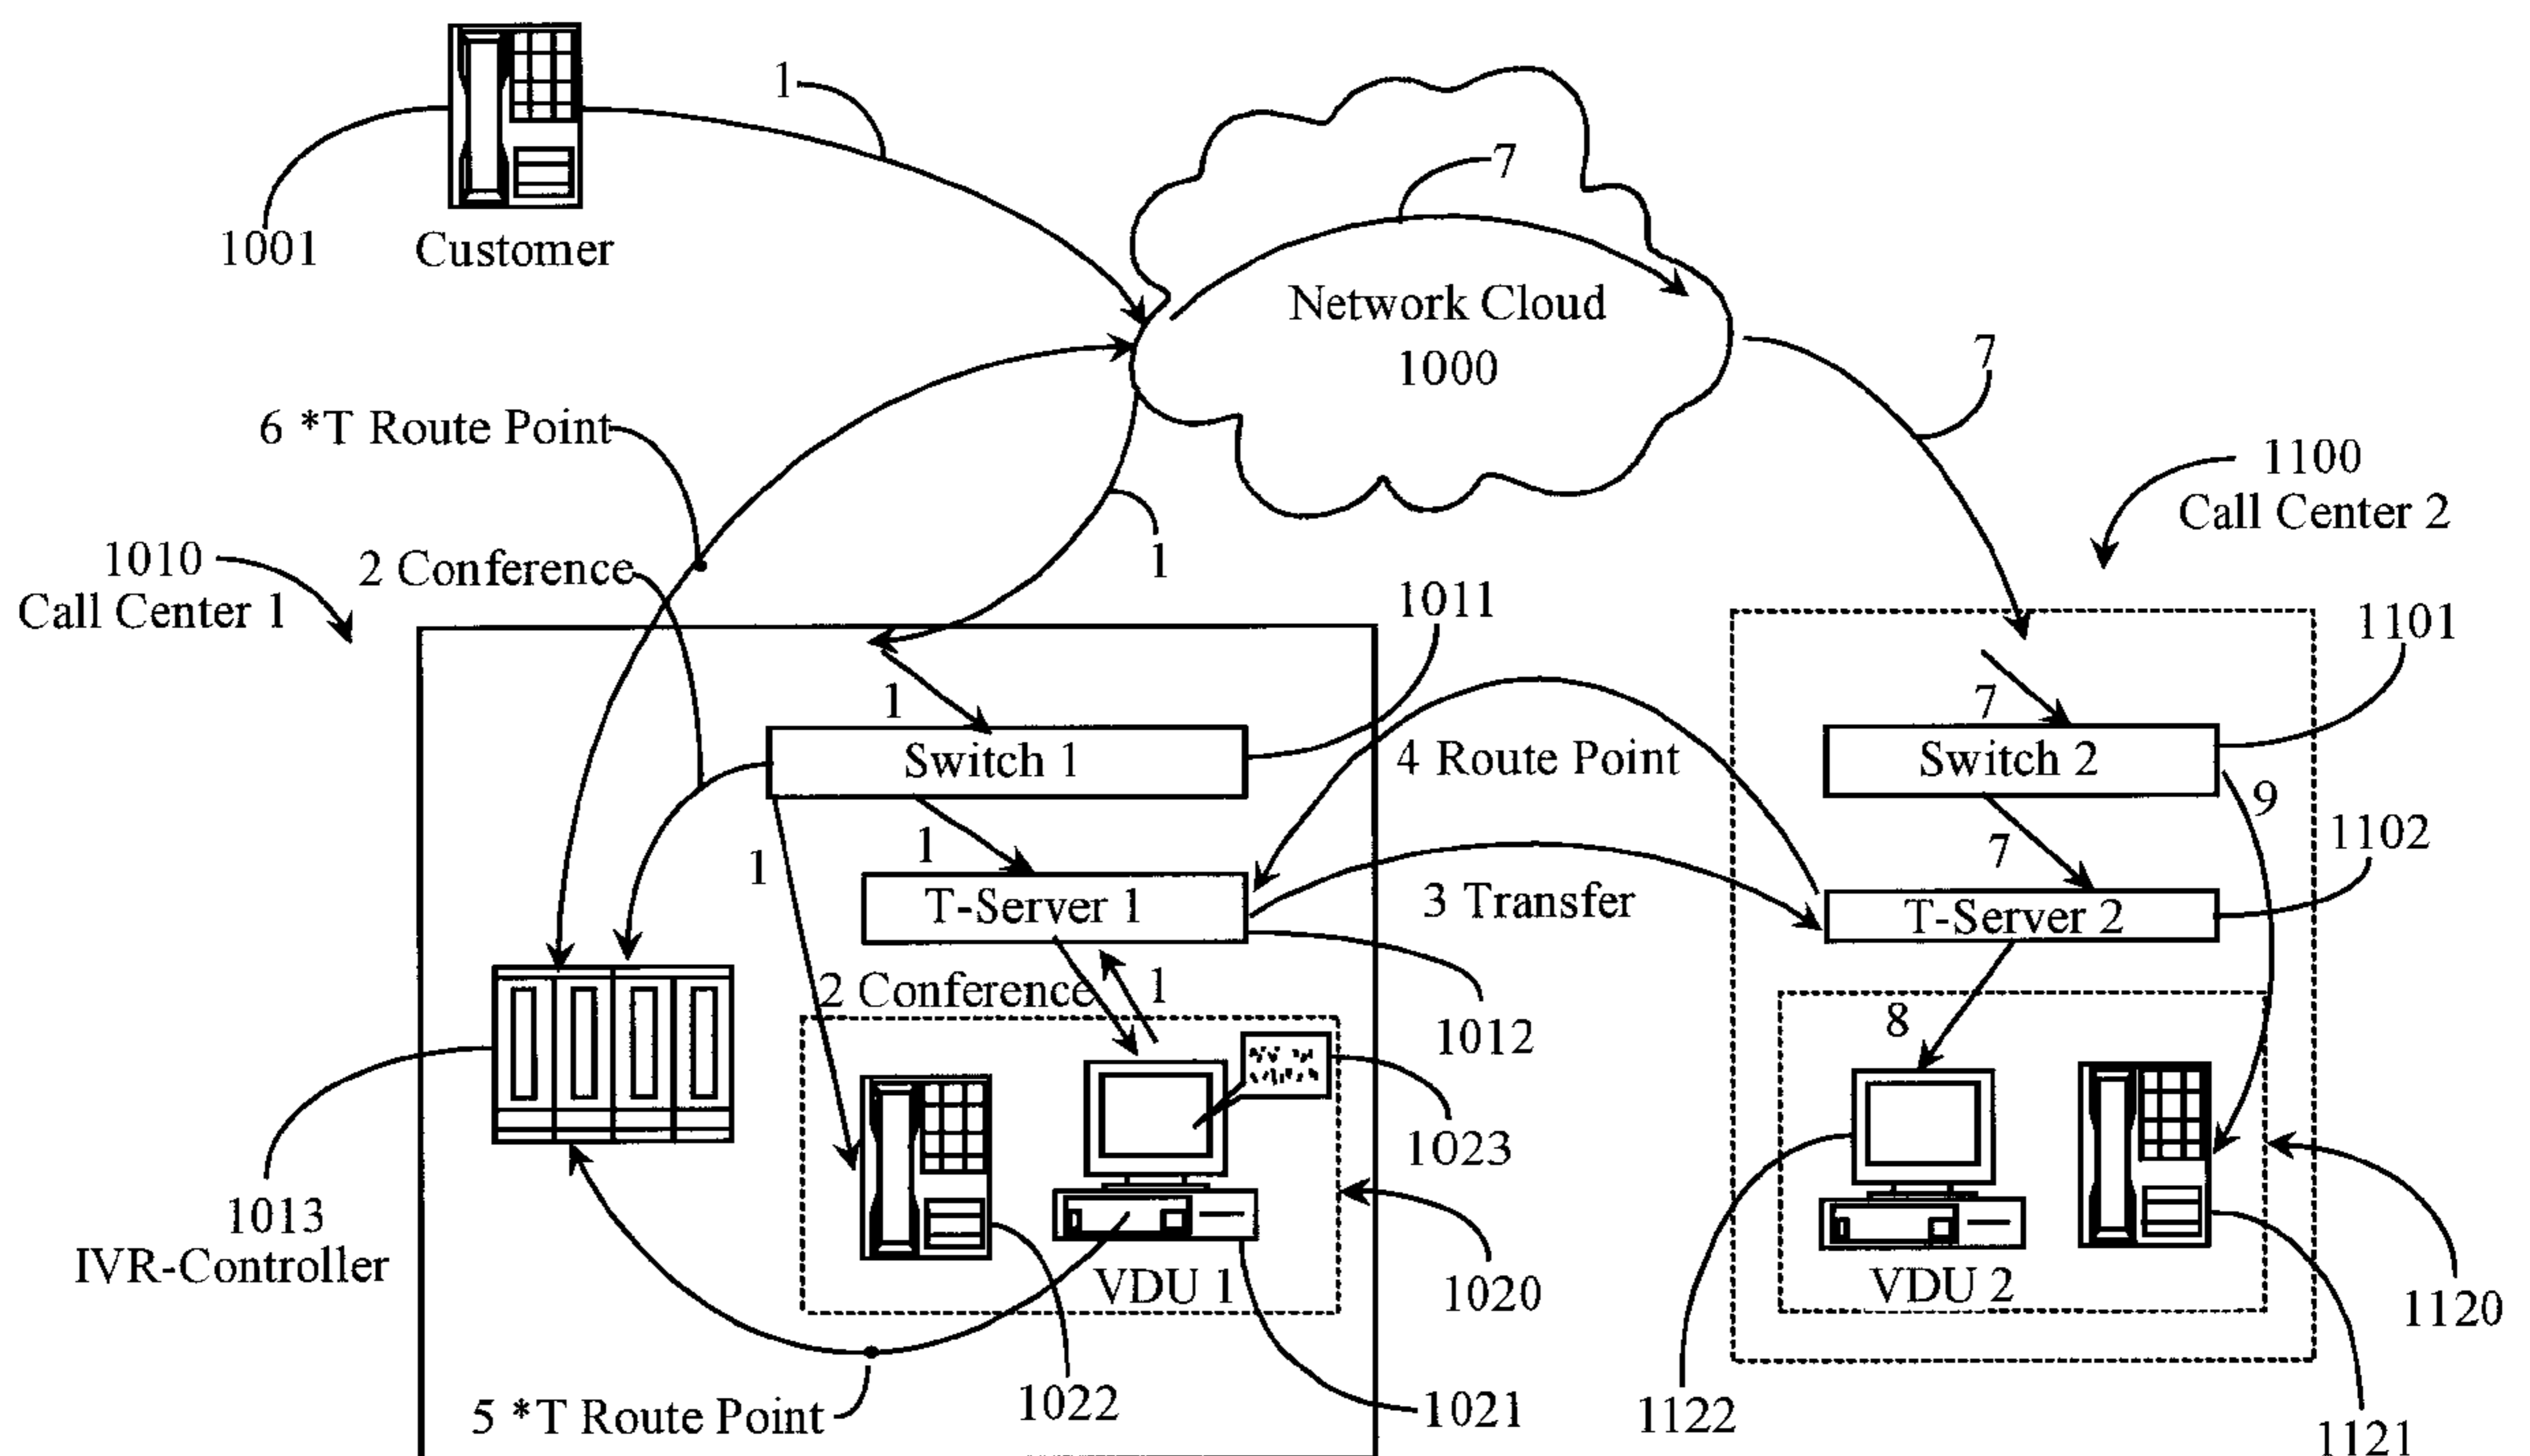 1
7
1001
Customer
Network Cloud
1000
7
6 *T Route Point
1100
Call Center 2
1010
Call Center 1
2 Conference
1
1011
1101
1
7
Switch 1
4 Route Point
Switch 2
9
1
1
7
1102
T-Server 1
3 Transfer
T-Server 2
2 Conference
1
1012
8
1023
1013
IVR-Controller
VDU 1
1020
VDU 2
1120
5 *T Route Point
1022
1021
1122
1121